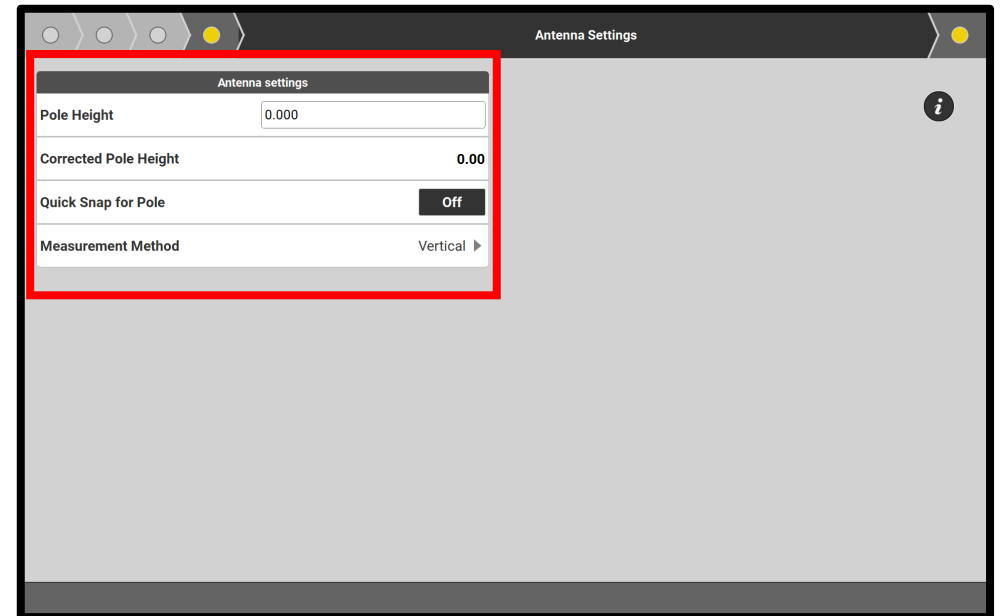 Antenna Settings
Antenna settings
Pole Height 0.000
Corrected Pole Height 0.00
Quick Snap for Pole Off
Measurement Method Vertical
i